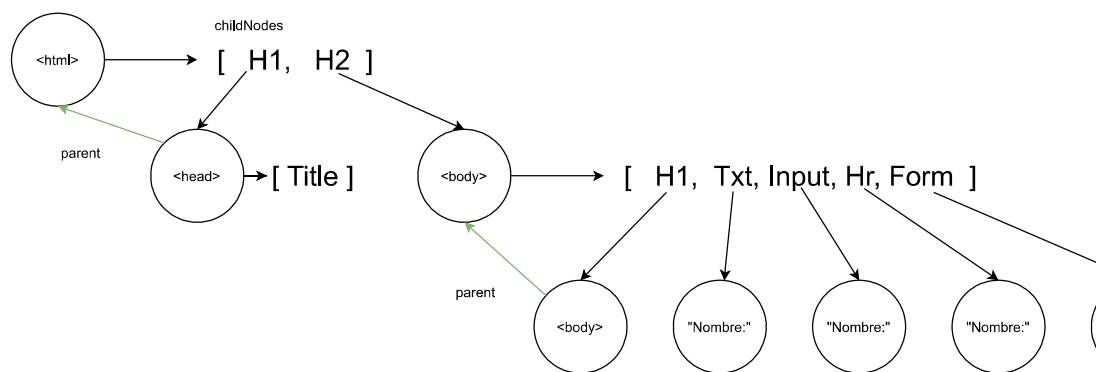 childNodes
<html>
[ H1, H2 ]
parent
<head>
[ Title ]
<body>
[ H1, Txt, Input, Hr, Form ]
parent
<body>
"Nombre:"
"Nombre:"
"Nombre:"